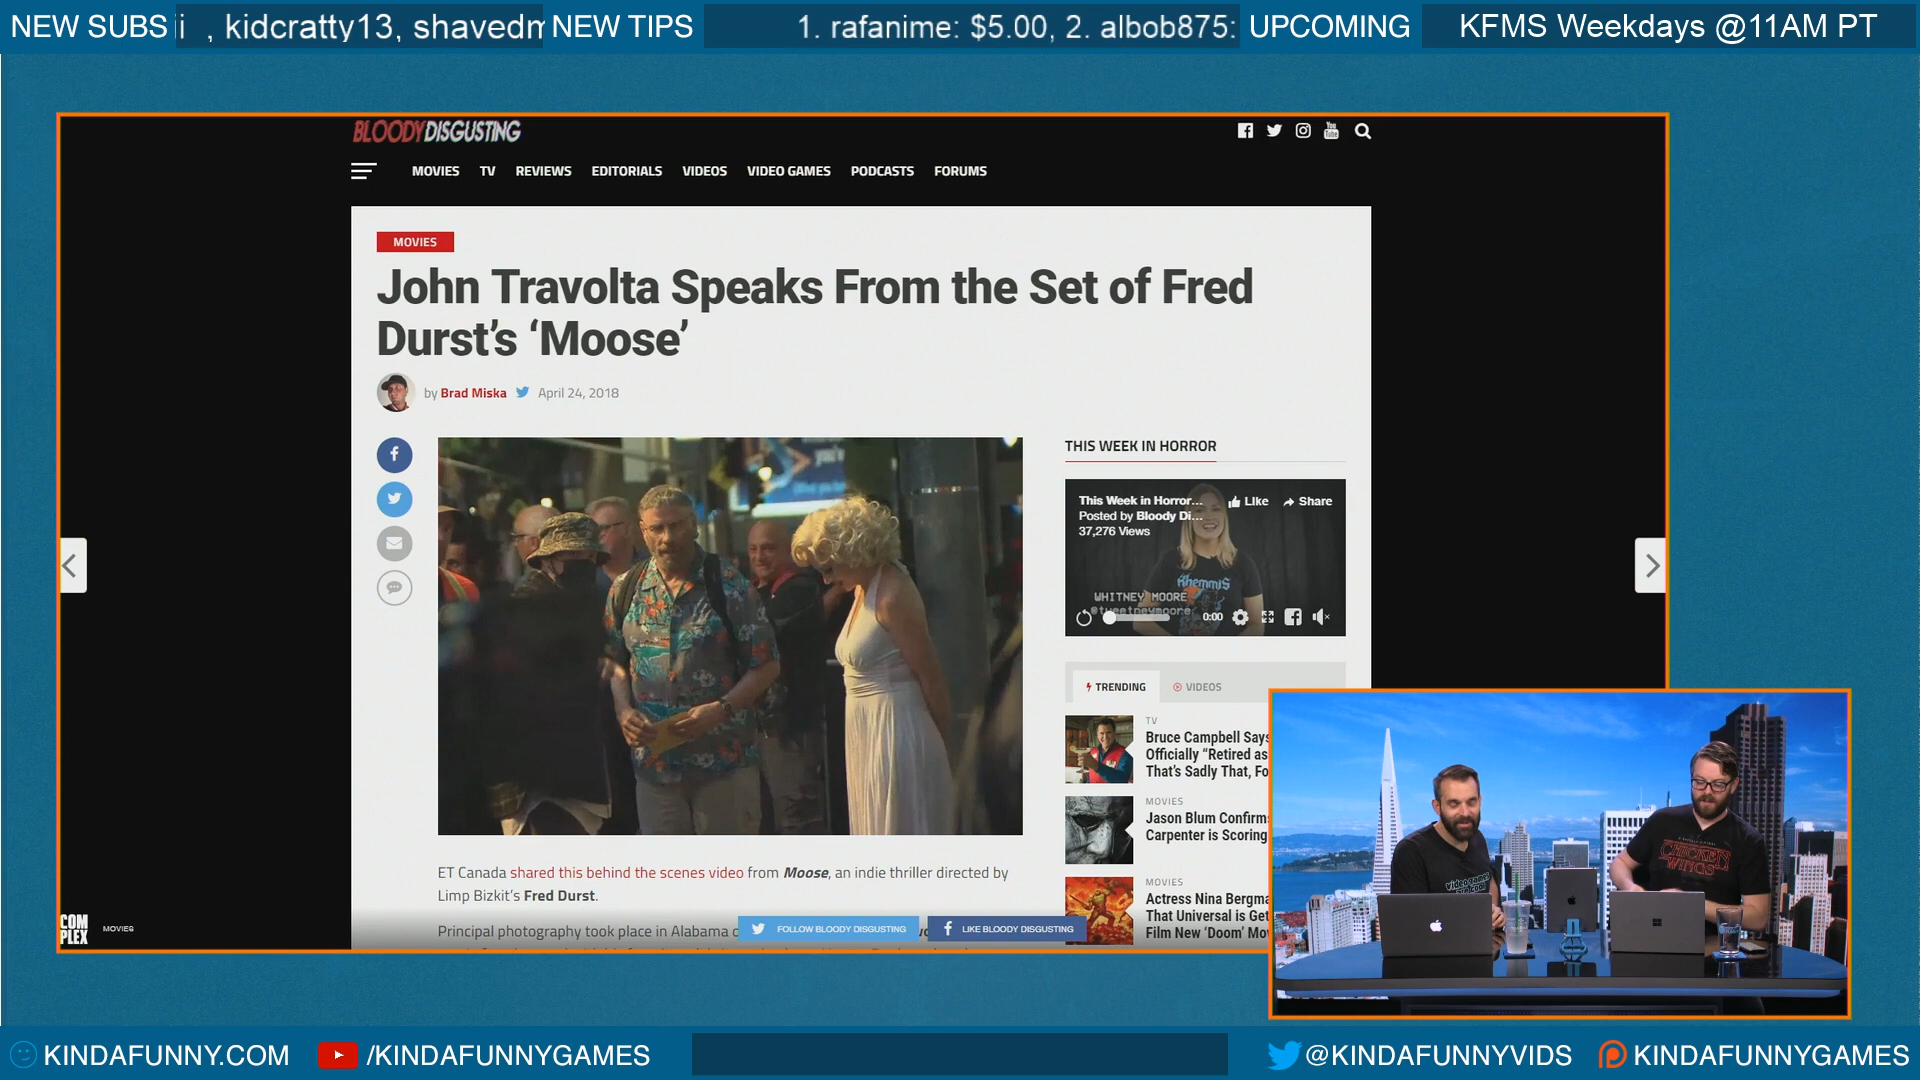 NEW SUBS
, kidcratty13, shavedm
NEW TIPS
1. rafanime: $5.00, 2. albob875:
UPCOMING
KFMS Weekdays @11AM PT
BLOODY DISGUSTING
MOVIES TV REVIEWS EDITORIALS VIDEOS VIDEO GAMES PODCASTS FORUMS
MOVIES
John Travolta Speaks From the Set of Fred
Durst's ‘Moose’
by Brad Miska April 24, 2018
THIS WEEK IN HORROR
This Week in Horror... Like Share
Posted by Bloody Di...
37,276 Views
Khemmis
WHITNEY MOORE
@tweetneymoore
0:00
TRENDING VIDEOS
TV
Bruce Campbell Says
Officially “Retired as
That's Sadly That, Fo
MOVIES
Jason Blum Confirms
Carpenter is Scoring
MOVIES
Actress Nina Bergma
That Universal is Get
Film New ‘Doom’ Mo
ET Canada shared this behind the scenes video from Moose, an indie thriller directed by
Limp Bizkit's Fred Durst.
Principal photography took place in Alabama
FOLLOW BLOODY DISGUSTING
LIKE BLOODY DISGUSTING
COM
PLEX
MOVIES
CHICKEN
WINGS
KINDAFUNNY.COM
/KINDAFUNNYGAMES
@KINDAFUNNYVIDS
KINDAFUNNYGAMES